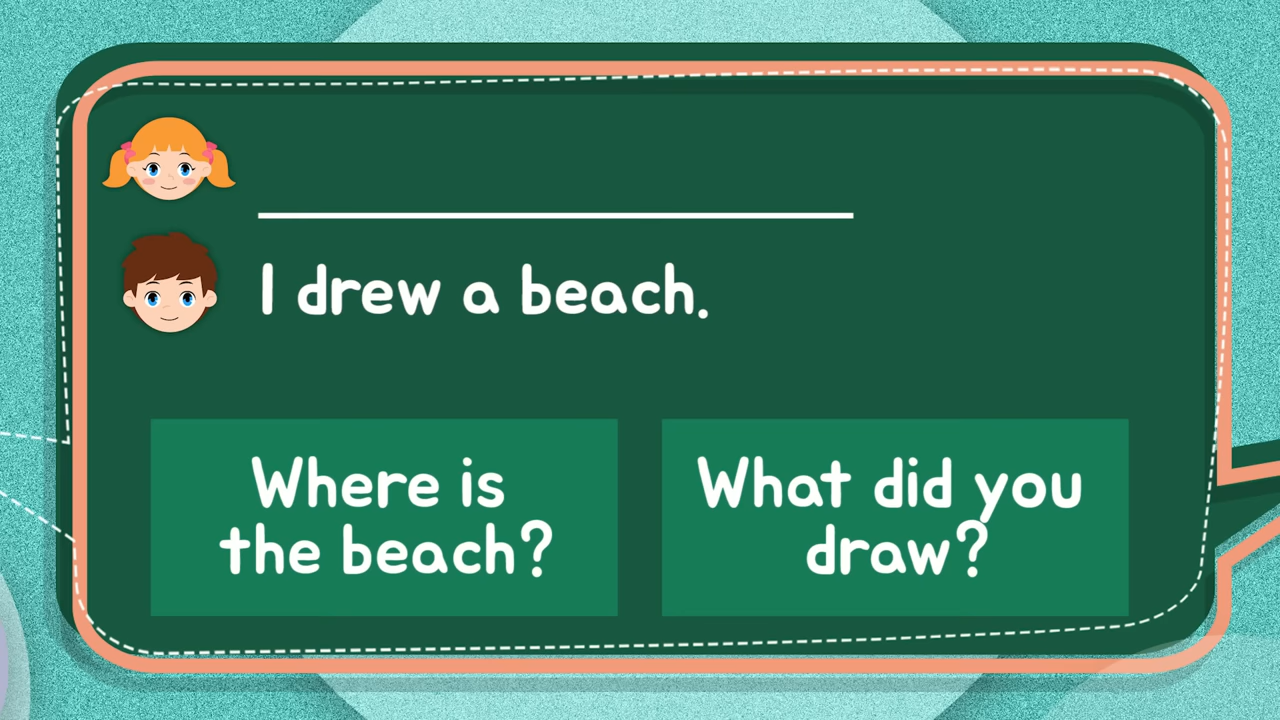 I drew a beach.
Where is
the beach?
What did you
draw?